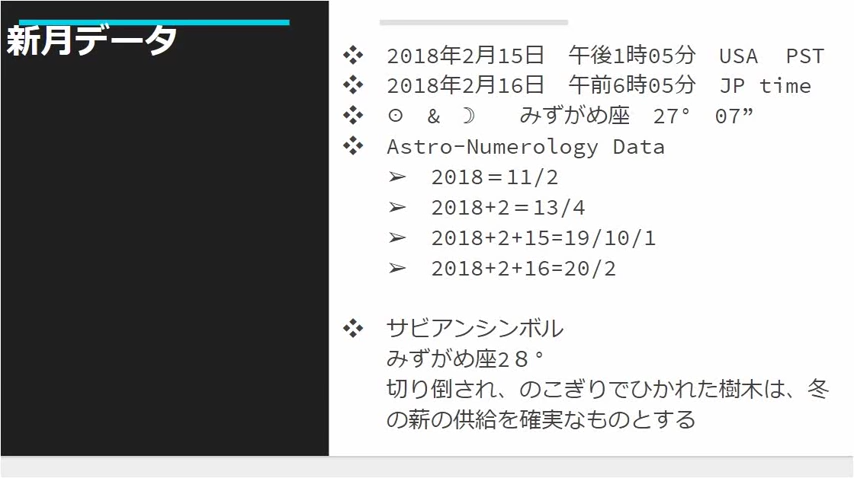 新月データ
❖ 2018年2月15日 午後1時05分 USA PST
❖ 2018年2月16日 午前6時05分 JP time
❖ ⊙ & ☽ みずがめ座 27° 07”
❖ Astro-Numerology Data
➢ 2018＝11/2
➢ 2018+2＝13/4
➢ 2018+2+15=19/10/1
➢ 2018+2+16=20/2
❖ サビアンシンボル
みずがめ座2８°
切り倒され、のこぎりでひかれた樹木は、冬
の薪の供給を確実なものとする